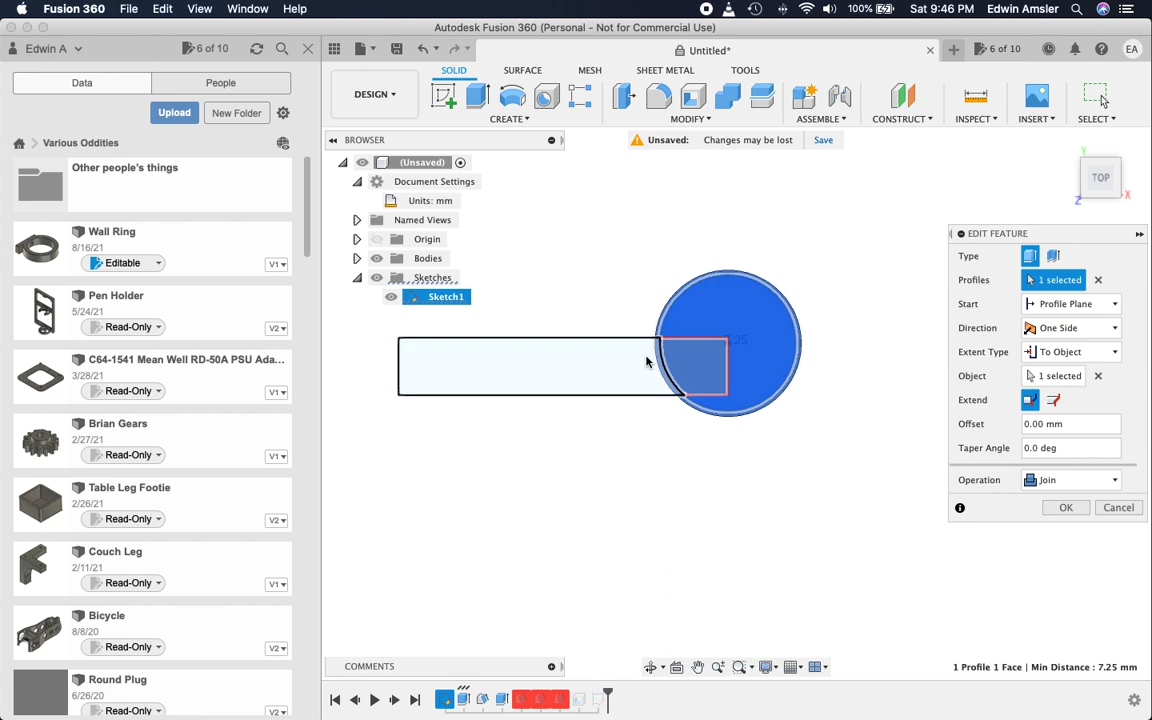 Fusion 360 File Edit View Window Help 100% Sat 9:46 PM Edwin Amsler
Autodesk Fusion 360 (Personal - Not for Commercial Use)
Edwin A 6 of 10 Untitled* 6 of 10 EA
Data People
SOLID SURFACE MESH SHEET METAL TOOLS
DESIGN
Upload New Folder
CREATE MODIFY ASSEMBLE CONSTRUCT INSPECT INSERT SELECT
Various Oddities
BROWSER
Unsaved: Changes may be lost Save
Other people's things
(Unsaved)
Document Settings
Units: mm
Named Views
Origin
Bodies
Sketches
Sketch1
TOP
Y
X
Z
Wall Ring
8/16/21
Editable V1
Pen Holder
5/24/21
Read-Only V2
C64-1541 Mean Well RD-50A PSU Ada...
3/28/21
Read-Only V1
Brian Gears
2/27/21
Read-Only V1
Table Leg Footie
2/26/21
Read-Only V2
Couch Leg
2/11/21
Read-Only V1
Bicycle
8/8/20
Read-Only V2
Round Plug
6/26/20
Read-Only V2
EDIT FEATURE
Type
Profiles 1 selected
Start Profile Plane
Direction One Side
Extent Type To Object
Object 1 selected
Extend
Offset 0.00 mm
Taper Angle 0.0 deg
Operation Join
OK Cancel
COMMENTS
1 Profile 1 Face | Min Distance : 7.25 mm